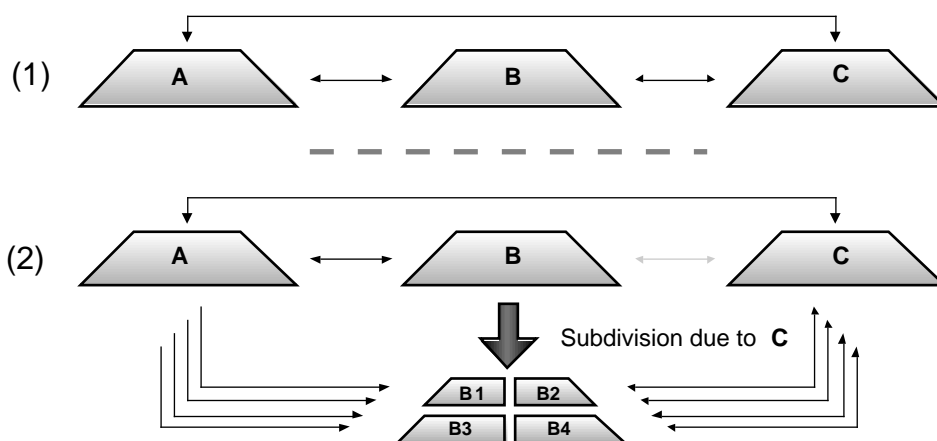 (1) A B C
(2) A B C
Subdivision due to C
B1 B2
B3 B4